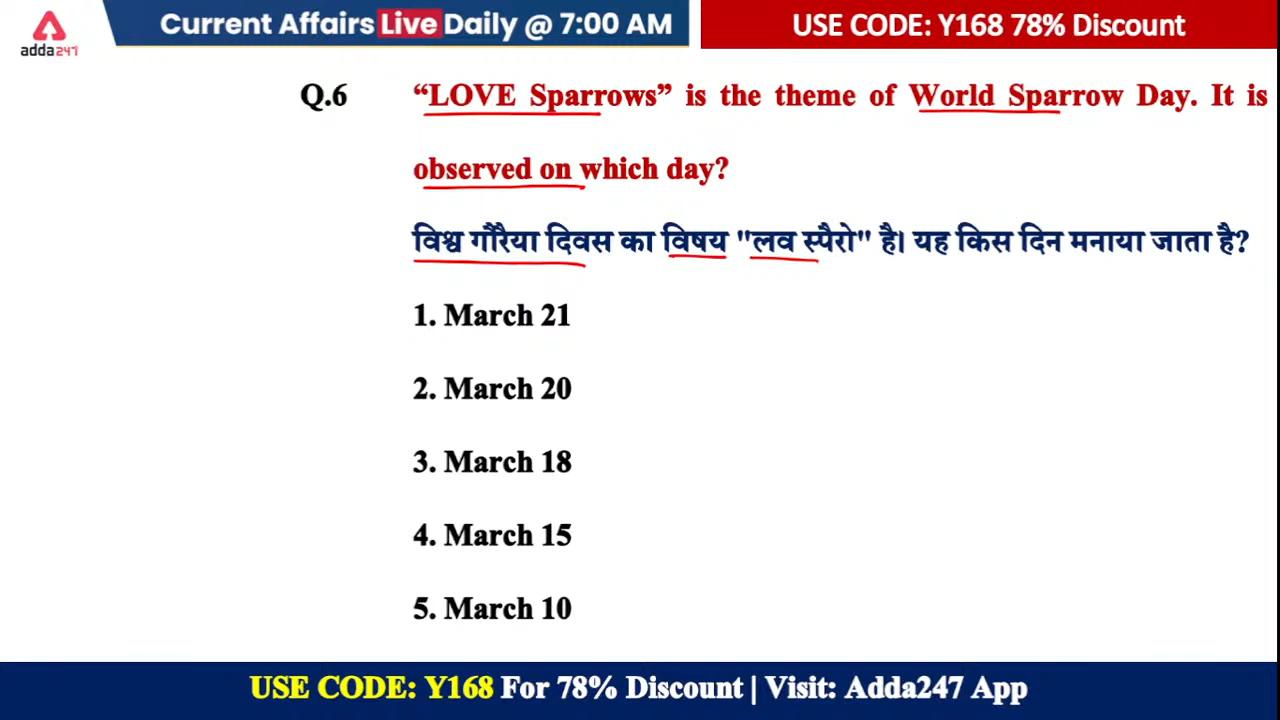 Current Affairs Live Daily @ 7:00 AM
USE CODE: Y168 78% Discount
adda247
Q.6 “LOVE Sparrows” is the theme of World Sparrow Day. It is
observed on which day?
विश्व गौरैया दिवस का विषय "लव स्पैरो" है। यह किस दिन मनाया जाता है?
1. March 21
2. March 20
3. March 18
4. March 15
5. March 10
USE CODE: Y168 For 78% Discount | Visit: Adda247 App